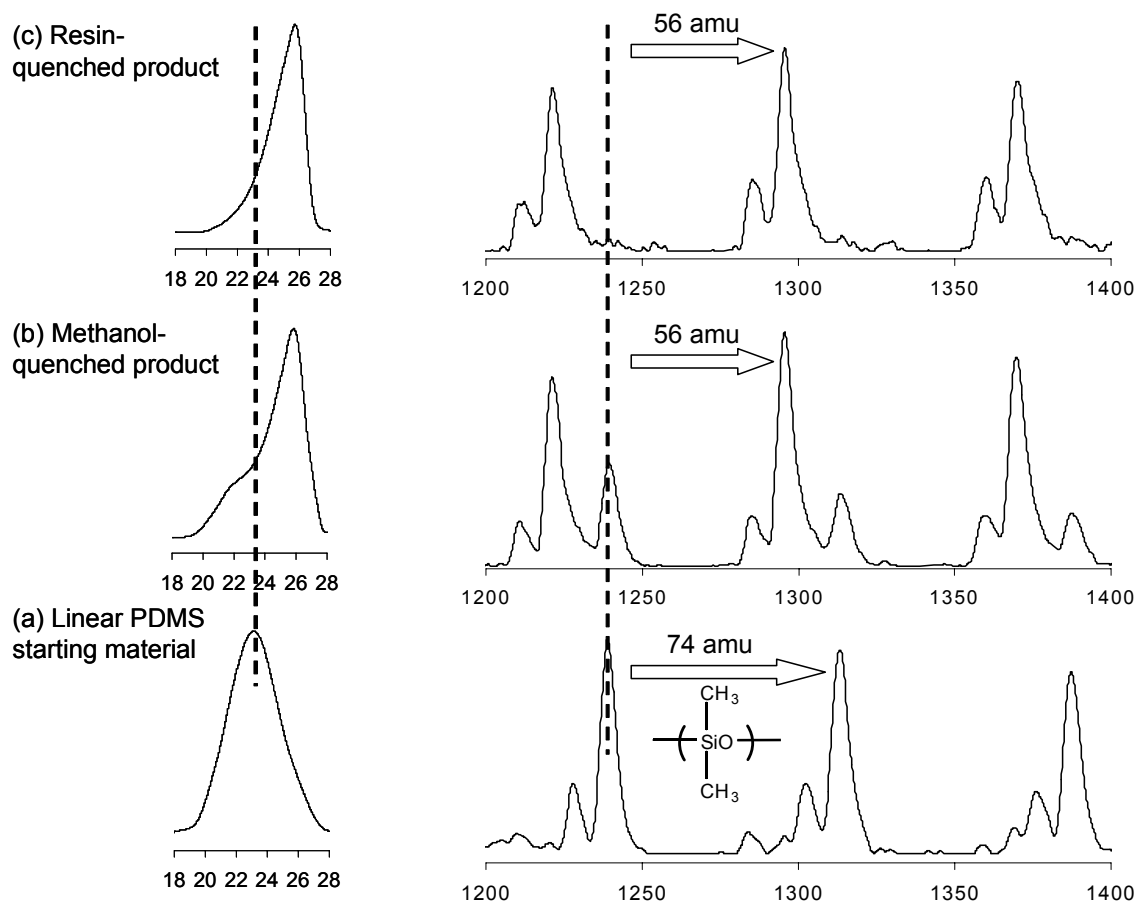 (c) Resin-
quenched product
56 amu
18 20 22 24 26 28
1200 1250 1300 1350 1400
(b) Methanol-
quenched product
56 amu
18 20 22 24 26 28
1200 1250 1300 1350 1400
(a) Linear PDMS
starting material
74 amu
CH3
( SiO )
CH3
18 20 22 24 26 28
1200 1250 1300 1350 1400